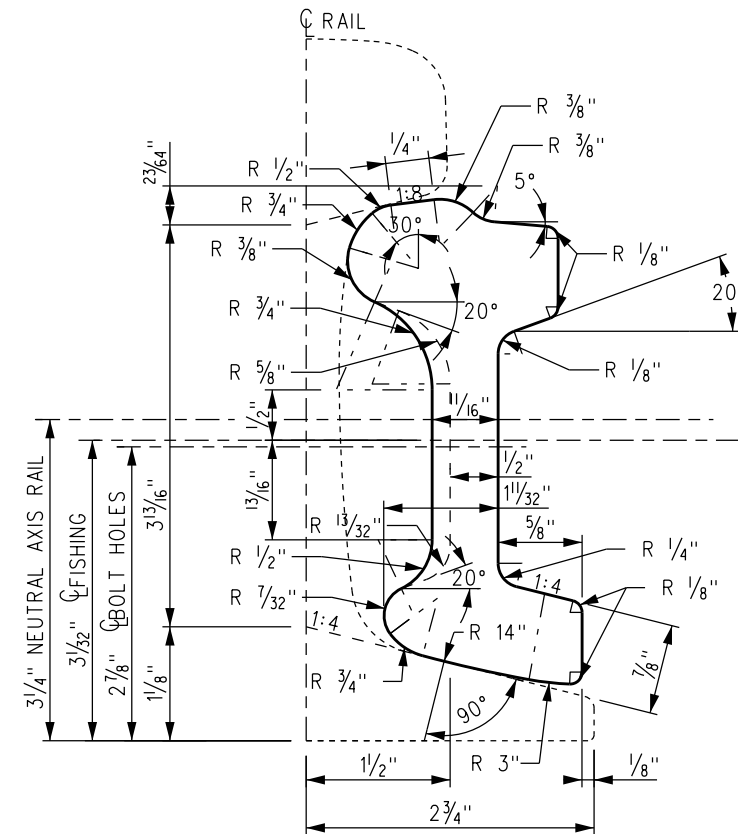 ℄ RAIL
R 3/8"
R 3/8"
1/4"
2 23/64"
R 1/2"
1:8
5°
R 3/4"
30°
R 3/8"
R 1/8"
20
R 3/4"
20°
R 5/8"
R 1/8"
1/2"
11/16"
3 1/4" NEUTRAL AXIS RAIL
3 1/32" ℄ FISHING
2 7/8" ℄ BOLT HOLES
3 13/16"
13/16"
1/2"
1 11/32"
5/8"
R 13/32"
R 1/2"
R 1/4"
R 7/32"
20°
1:4
R 1/8"
1:4
1 1/8"
R 14"
7/8"
R 3/4"
90°
R 3"
1 1/2"
1/8"
2 3/4"